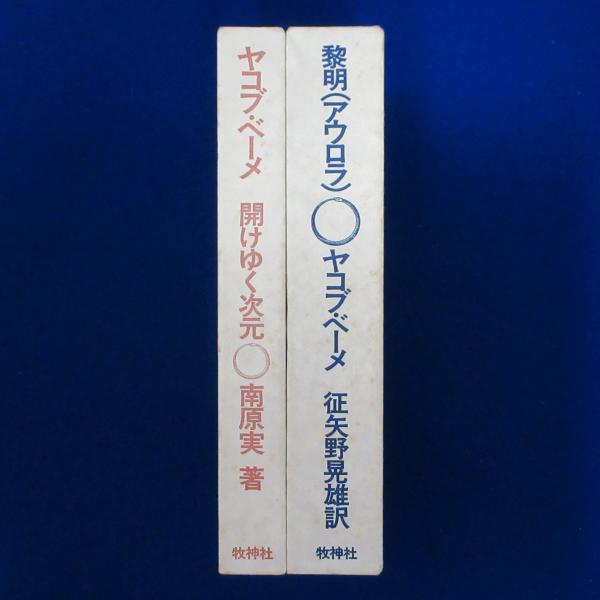 黎明(アウロラ)○ヤコブ・ベーメ 征矢野晃雄訳
牧神社
ヤコブ・ベーメ 開けゆく次元○南原実 著
牧神社